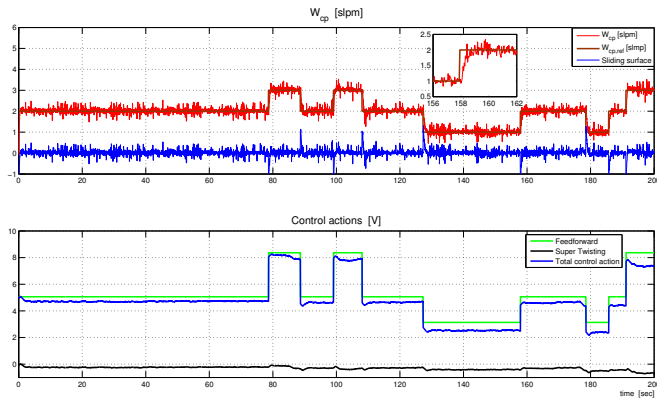 W_cp [slpm]
6
5
4
3
2
1
0
-1
0 20 40 60 80 100 120 140 160 180 200
W_cp [slpm]
W_cp,ref [slmp]
Sliding surface
2.5
2
1.5
1
0.5
156 158 160 162
Control actions [V]
10
8
6
4
2
0
0 20 40 60 80 100 120 140 160 180 200
Feedforward
Super Twisting
Total control action
time [sec]